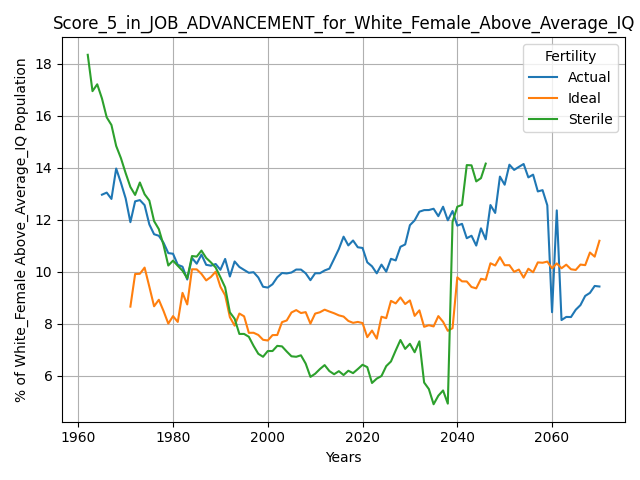 Score_5_in_JOB_ADVANCEMENT_for_White_Female_Above_Average_IQ
% of White_Female Above_Average_IQ Population
18
16
14
12
10
8
6
Fertility
Actual
Ideal
Sterile
1960
1980
2000
2020
2040
2060
Years